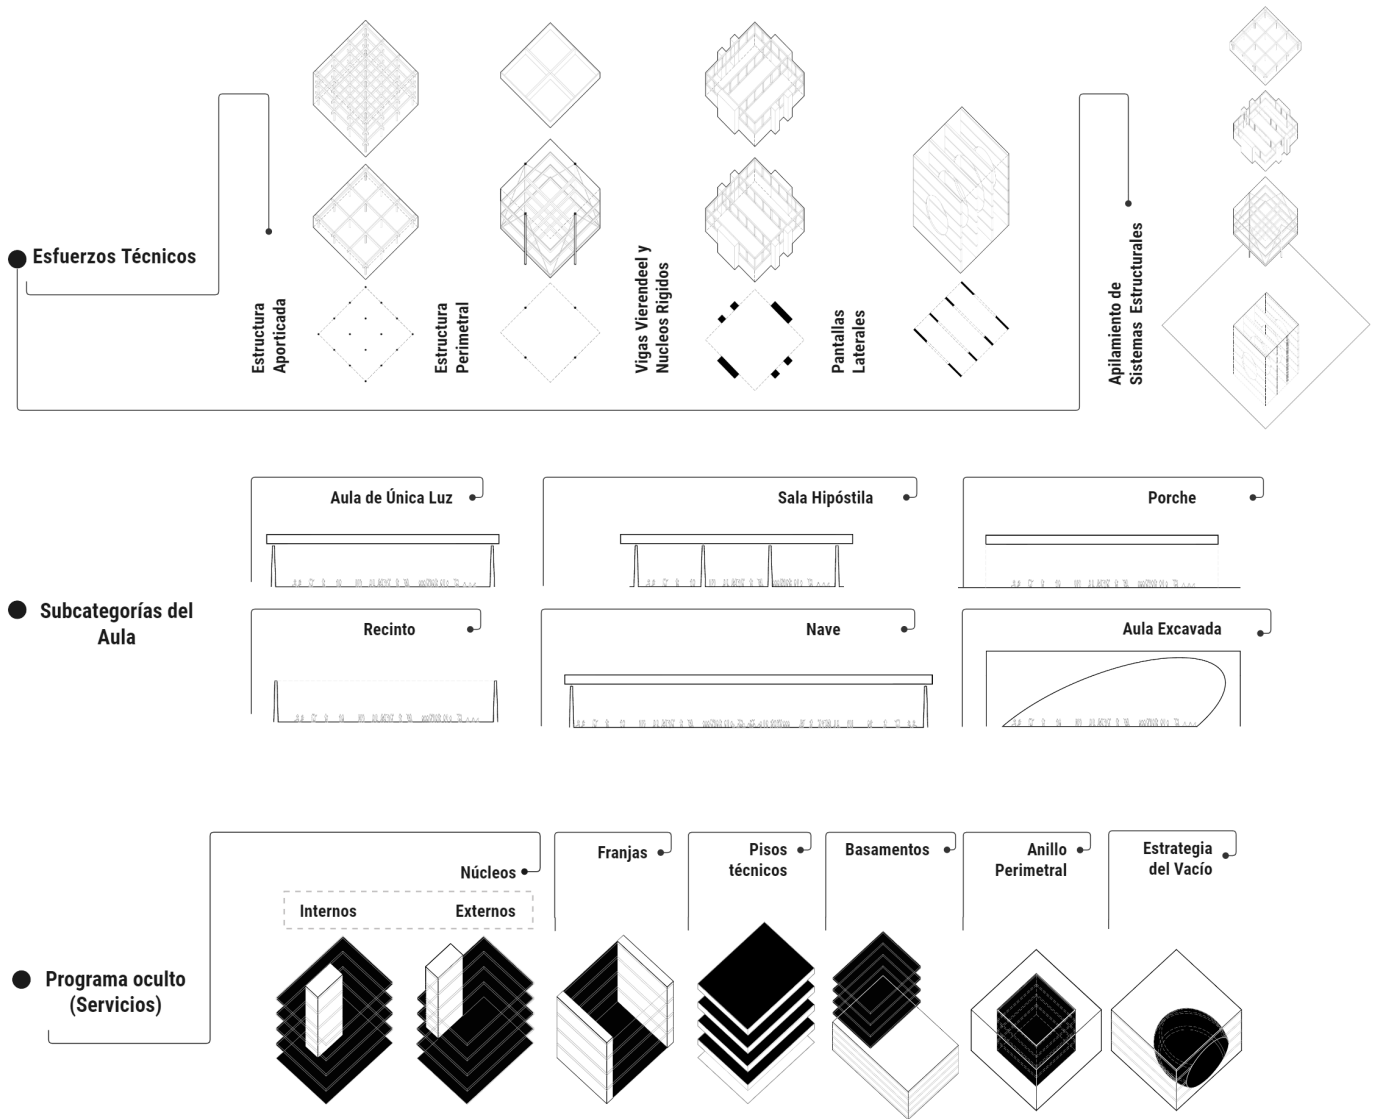 Esfuerzos Técnicos
Estructura
Aporticada
Estructura
Perimetral
Vigas Vierendeel y
Nucleos Rigidos
Pantallas
Laterales
Apilamiento de
Sistemas Estructurales
Subcategorías del
Aula
Aula de Única Luz
Sala Hipóstila
Porche
Recinto
Nave
Aula Excavada
Programa oculto
(Servicios)
Núcleos
Internos
Externos
Franjas
Pisos
técnicos
Basamentos
Anillo
Perimetral
Estrategia
del Vacío